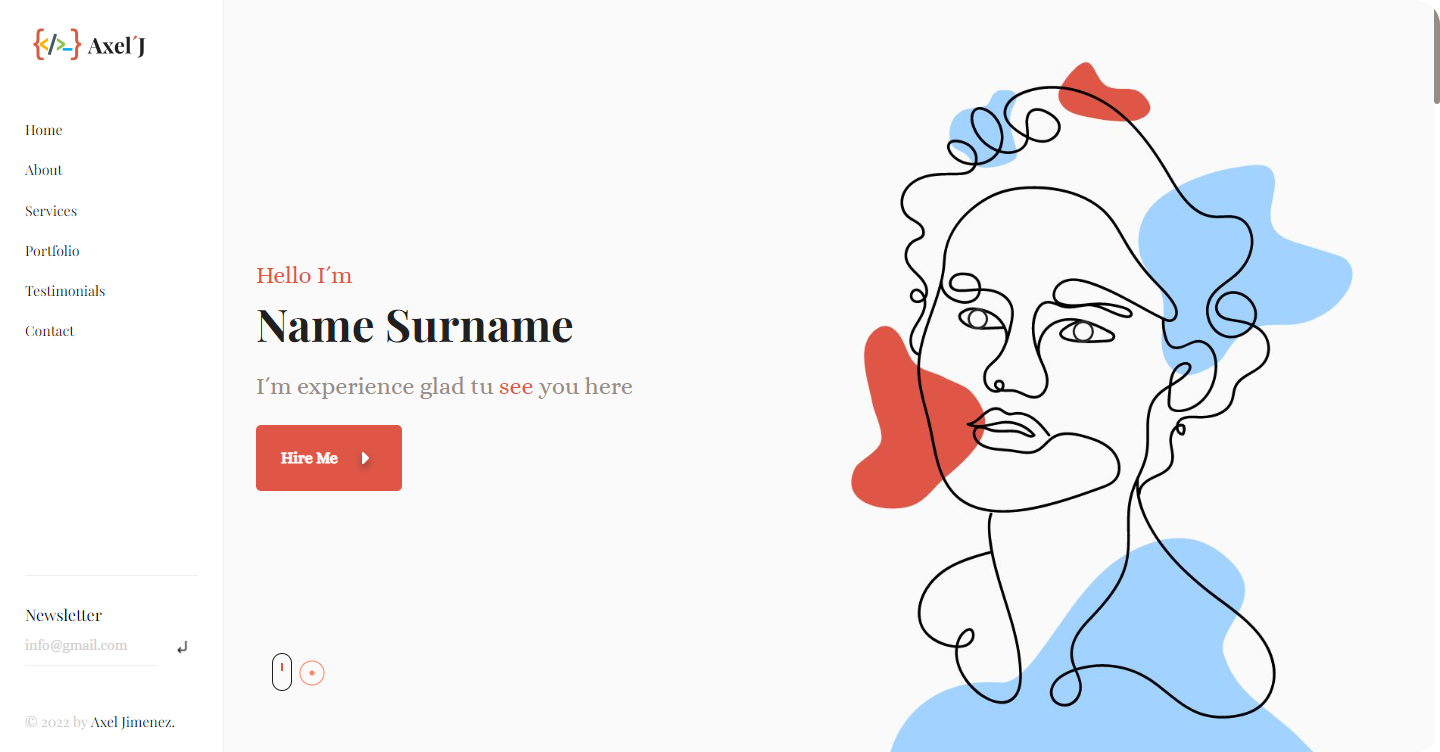 {</>_} Axel´J
Home
About
Services
Portfolio
Testimonials
Contact
Newsletter
info@gmail.com
© 2022 by Axel Jimenez.
Hello I´m
Name Surname
I´m experience glad tu see you here
Hire Me